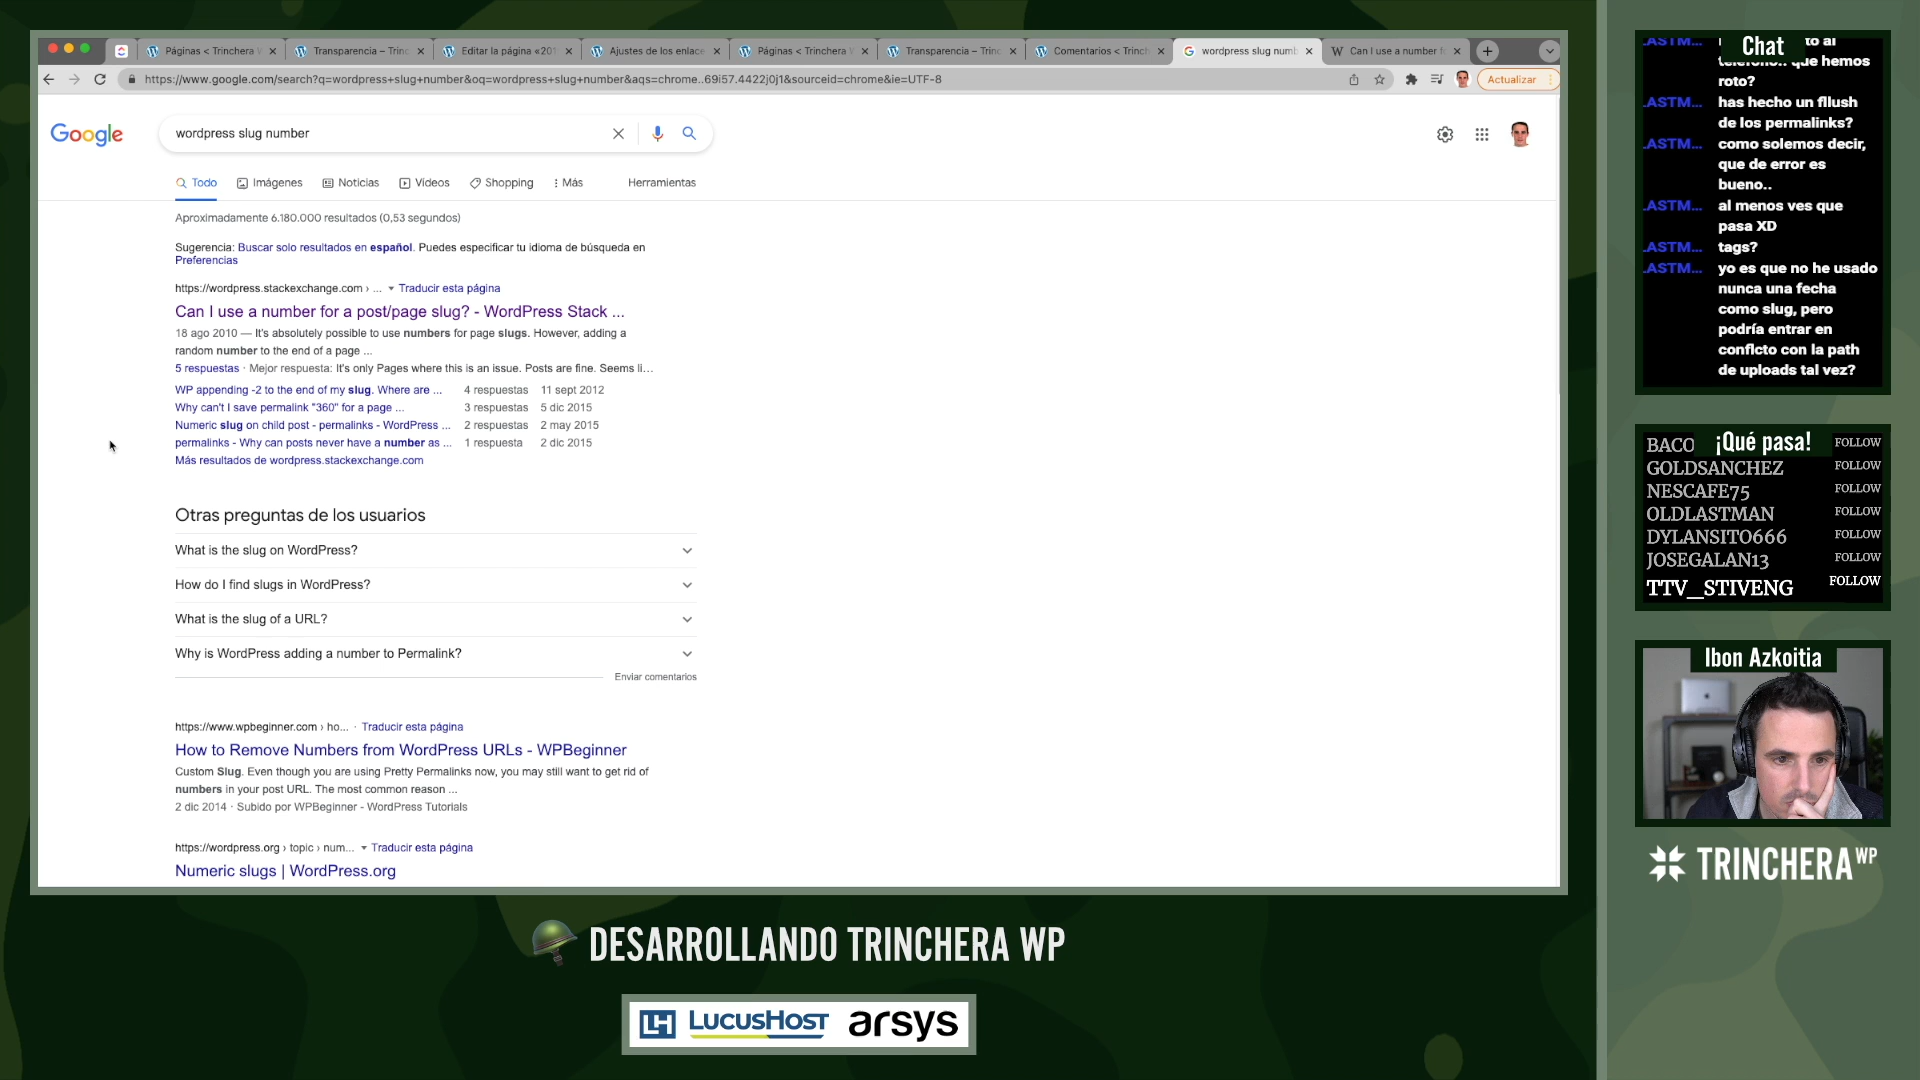 Páginas < Trinchera W
Transparencia – Trinc
Editar la página «201
Ajustes de los enlace
Páginas < Trinchera W
Transparencia – Trinc
Comentarios < Trinch
wordpress slug numb
Can I use a number fo
https://www.google.com/search?q=wordpress+slug+number&oq=wordpress+slug+number&aqs=chrome..69i57.4422j0j1&sourceid=chrome&ie=UTF-8
Actualizar
Google
wordpress slug number
Todo
Imágenes
Noticias
Vídeos
Shopping
Más
Herramientas
Aproximadamente 6.180.000 resultados (0,53 segundos)
Sugerencia: Buscar solo resultados en español. Puedes especificar tu idioma de búsqueda en
Preferencias
https://wordpress.stackexchange.com › ... Traducir esta página
Can I use a number for a post/page slug? - WordPress Stack ...
18 ago 2010 — It's absolutely possible to use numbers for page slugs. However, adding a
random number to the end of a page ...
5 respuestas · Mejor respuesta: It's only Pages where this is an issue. Posts are fine. Seems li…
WP appending -2 to the end of my slug. Where are ... 4 respuestas 11 sept 2012
Why can't I save permalink "360" for a page ... 3 respuestas 5 dic 2015
Numeric slug on child post - permalinks - WordPress ... 2 respuestas 2 may 2015
permalinks - Why can posts never have a number as ... 1 respuesta 2 dic 2015
Más resultados de wordpress.stackexchange.com
Otras preguntas de los usuarios
What is the slug on WordPress?
How do I find slugs in WordPress?
What is the slug of a URL?
Why is WordPress adding a number to Permalink?
Enviar comentarios
https://www.wpbeginner.com › ho... · Traducir esta página
How to Remove Numbers from WordPress URLs - WPBeginner
Custom Slug. Even though you are using Pretty Permalinks now, you may still want to get rid of
numbers in your post URL. The most common reason ...
2 dic 2014 · Subido por WPBeginner - WordPress Tutorials
https://wordpress.org › topic › num... Traducir esta página
Numeric slugs | WordPress.org
Chat
to al
que hemos
roto?
LASTM... has hecho un fllush
de los permalinks?
LASTM... como solemos decir,
que de error es
bueno..
LASTM... al menos ves que
pasa XD
LASTM... tags?
LASTM... yo es que no he usado
nunca una fecha
como slug, pero
podría entrar en
conficto con la path
de uploads tal vez?
¡Qué pasa!
BACO FOLLOW
GOLDSANCHEZ FOLLOW
NESCAFE75 FOLLOW
OLDLASTMAN FOLLOW
DYLANSITO666 FOLLOW
JOSEGALAN13 FOLLOW
TTV_STIVENG FOLLOW
Ibon Azkoitia
TRINCHERA WP
DESARROLLANDO TRINCHERA WP
LH LUCUSHOST arsys